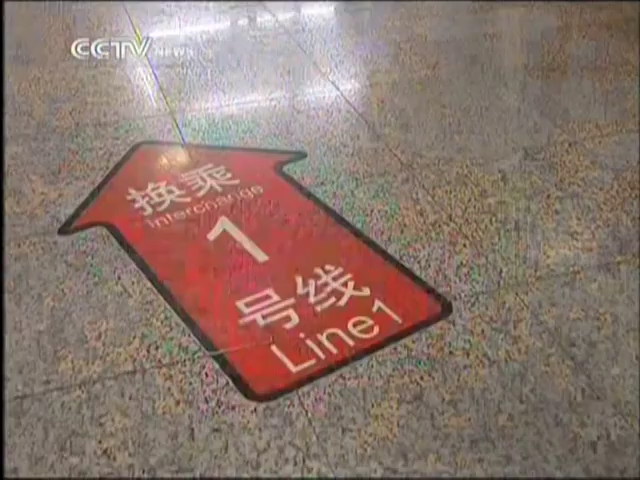 CCTV NEWS
换乘
Interchange
1
号线
Line1